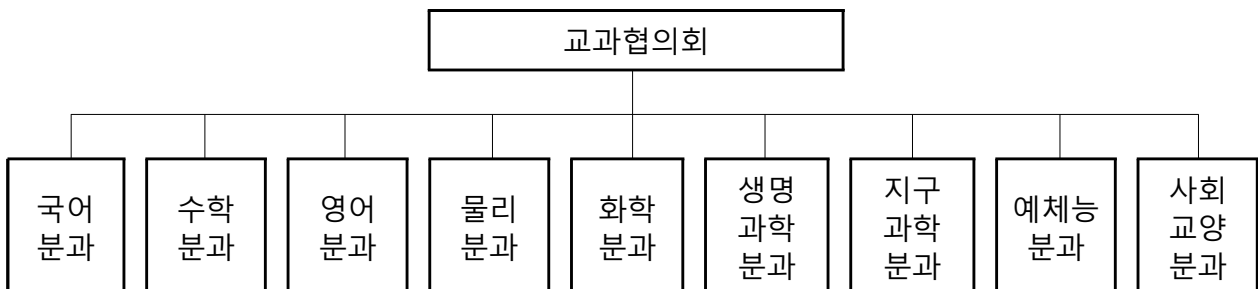 교과협의회
국어
분과
수학
분과
영어
분과
물리
분과
화학
분과
생명
과학
분과
지구
과학
분과
예체능
분과
사회
교양
분과